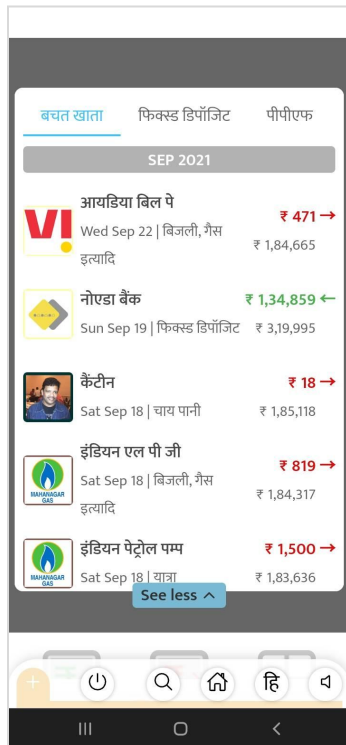 बचत खाता फिक्स्ड डिपॉजिट पीपीएफ
SEP 2021
आयडिया बिल पे
₹ 471 →
Wed Sep 22 | बिजली, गैस
इत्यादि
₹ 1,84,665
नोएडा बैंक ₹ 1,34,859 ←
Sun Sep 19 | फिक्स्ड डिपॉजिट ₹ 3,19,995
कैंटीन ₹ 18 →
Sat Sep 18 | चाय पानी ₹ 1,85,118
इंडियन एल पी जी
₹ 819 →
Sat Sep 18 | बिजली, गैस
इत्यादि
₹ 1,84,317
MAHANAGAR
GAS
इंडियन पेट्रोल पम्प ₹ 1,500 →
Sat Sep 18 | यात्रा ₹ 1,83,636
MAHANAGAR
GAS
See less
हि